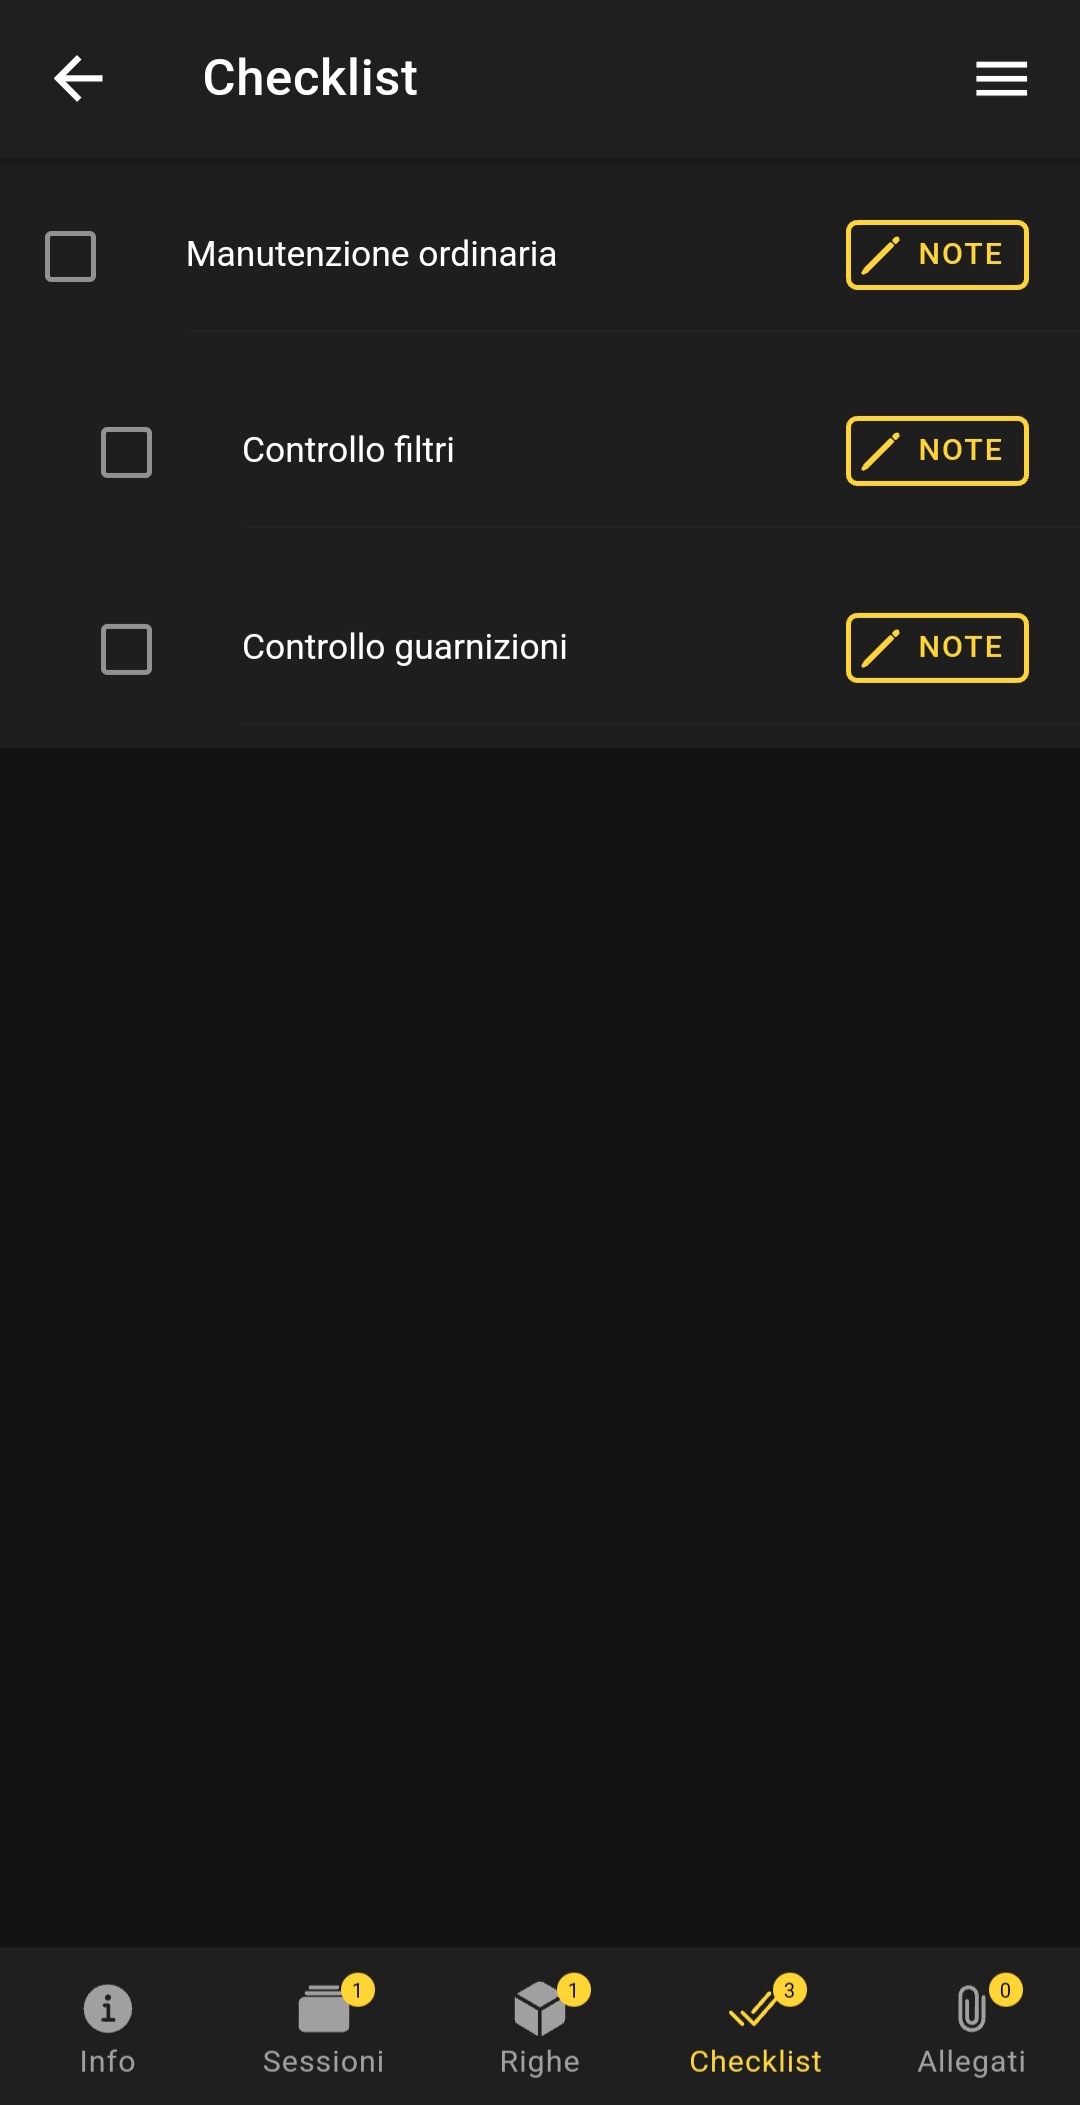 Checklist
Manutenzione ordinaria
NOTE
Controllo filtri
NOTE
Controllo guarnizioni
NOTE
1
1
3
0
Info
Sessioni
Righe
Checklist
Allegati